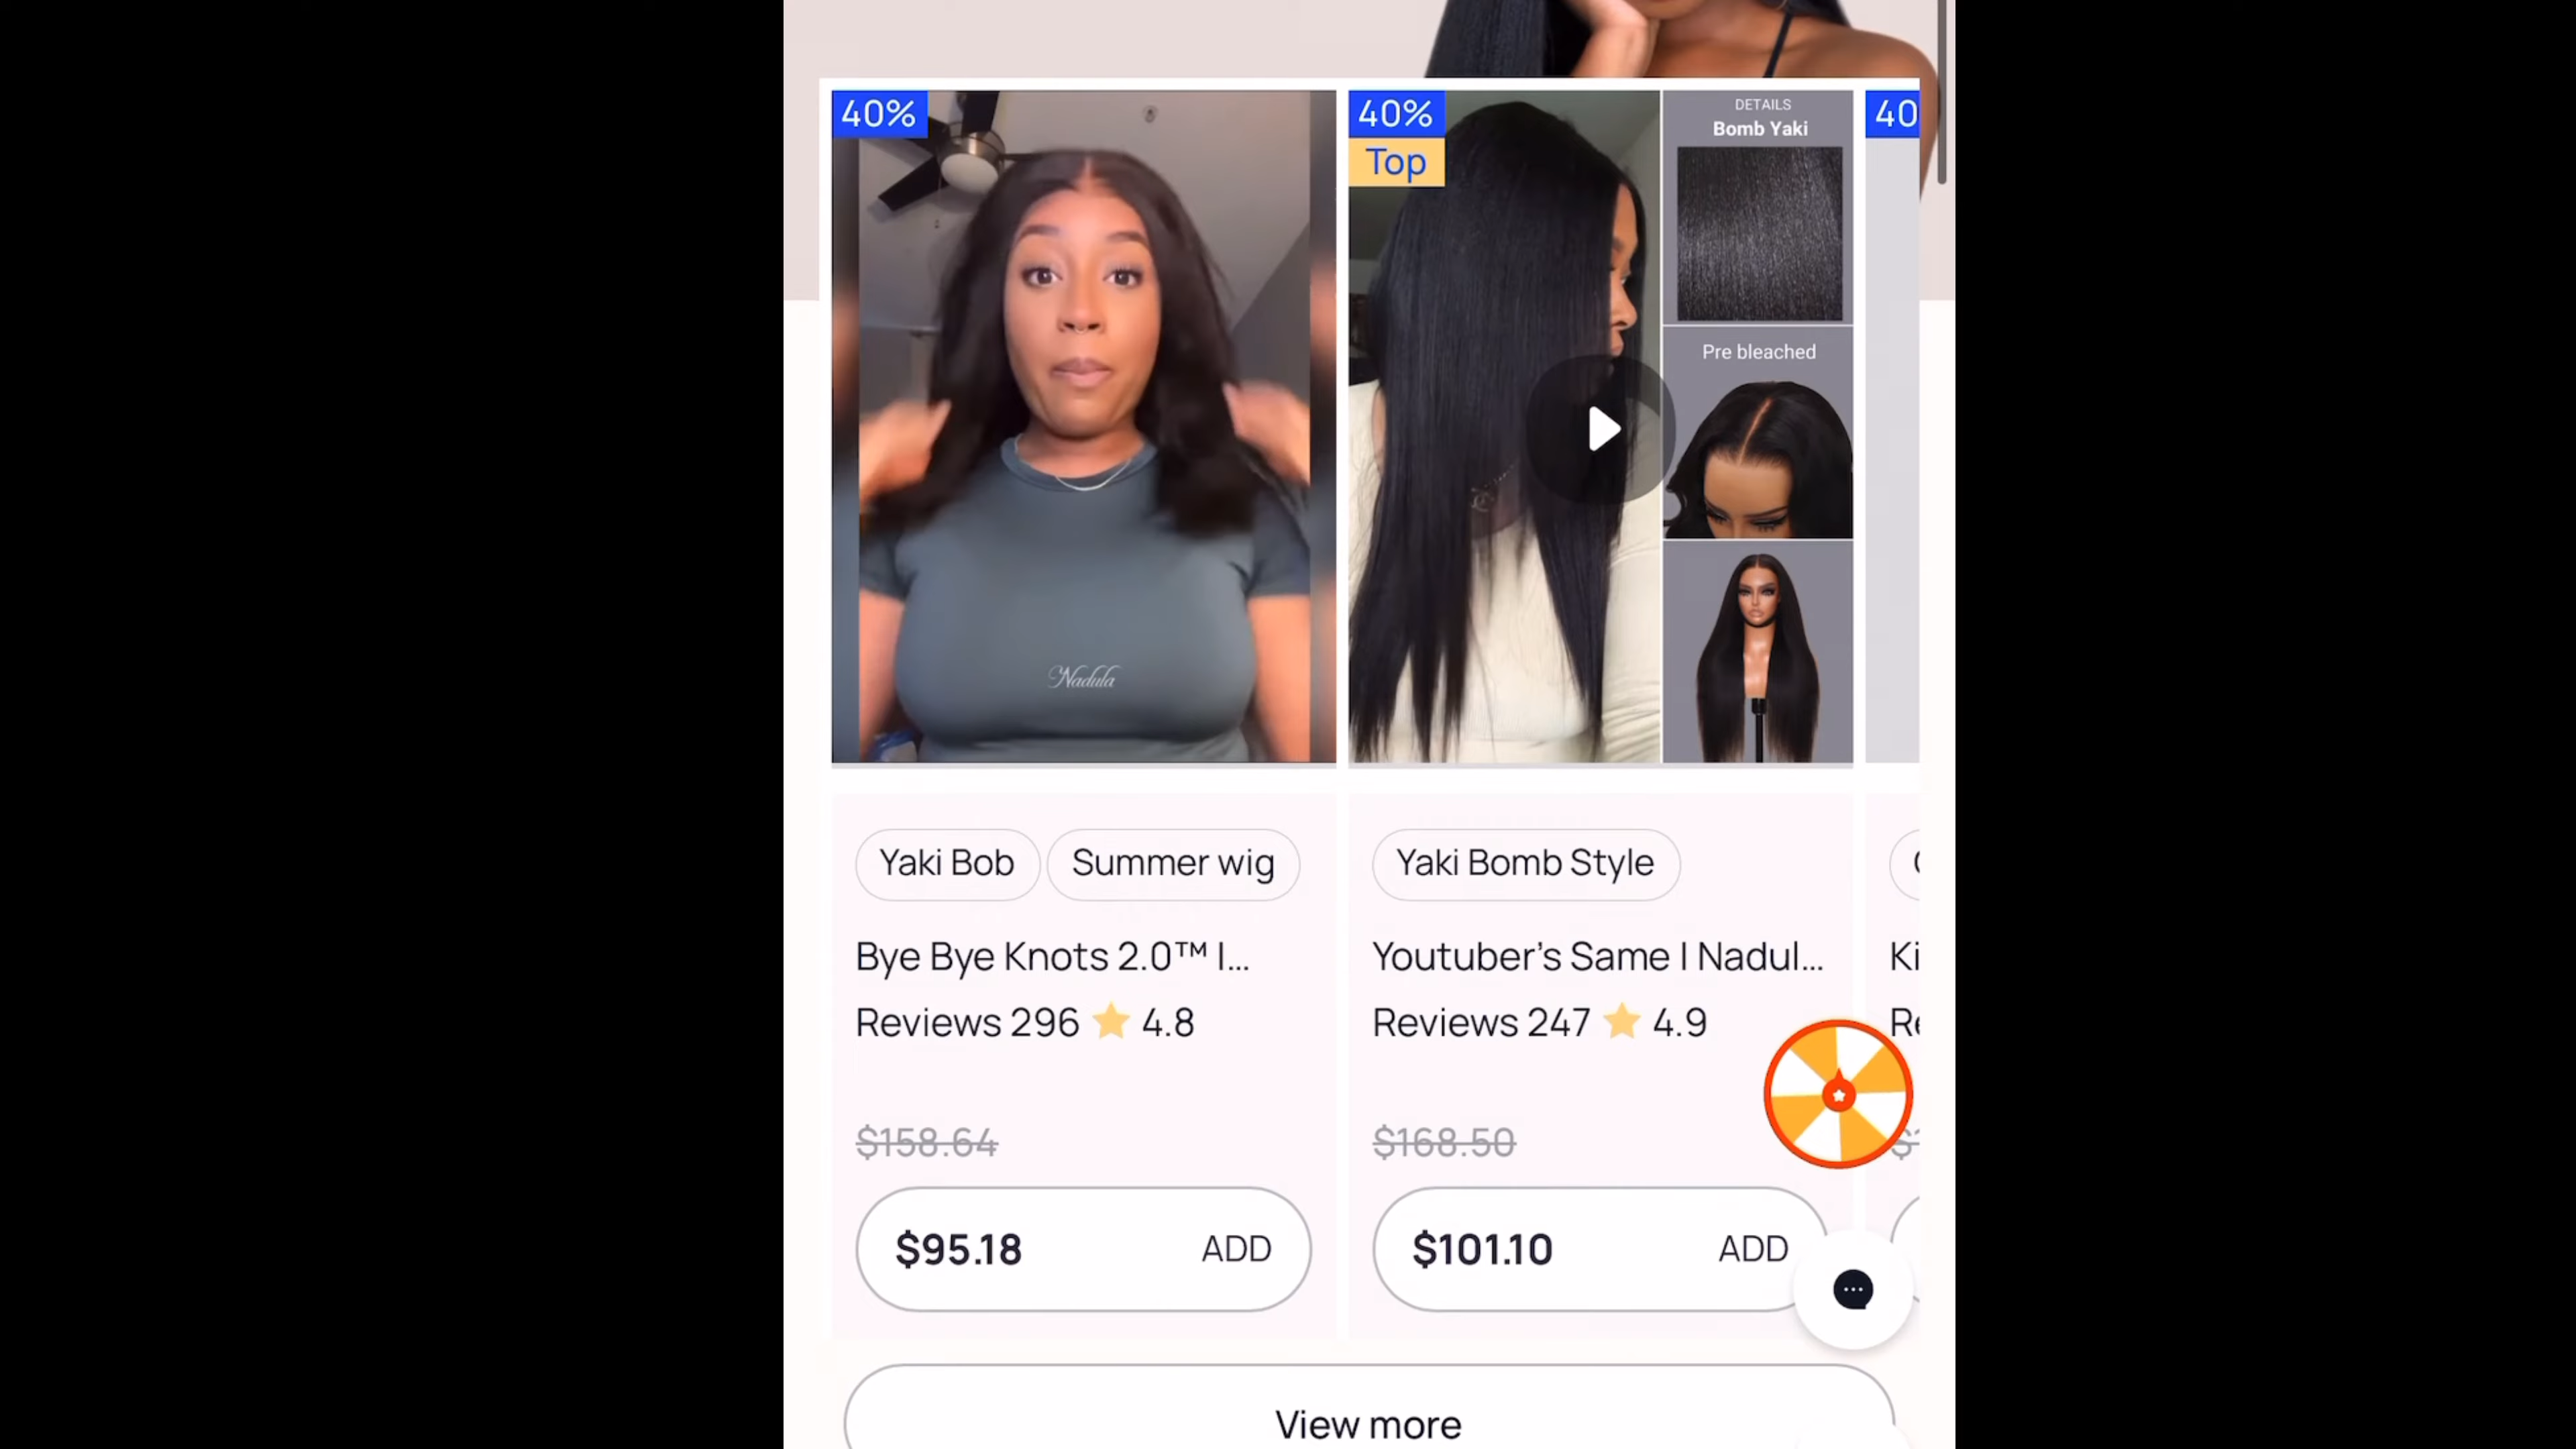 40%
Nadula
Yaki Bob
Summer wig
Bye Bye Knots 2.0™ I...
Reviews 296 4.8
$158.64
$95.18 ADD
40%
Top
DETAILS
Bomb Yaki
Pre bleached
Yaki Bomb Style
Youtuber's Same I Nadul...
Reviews 247 4.9
$168.50
$101.10 ADD
40
Ki
View more